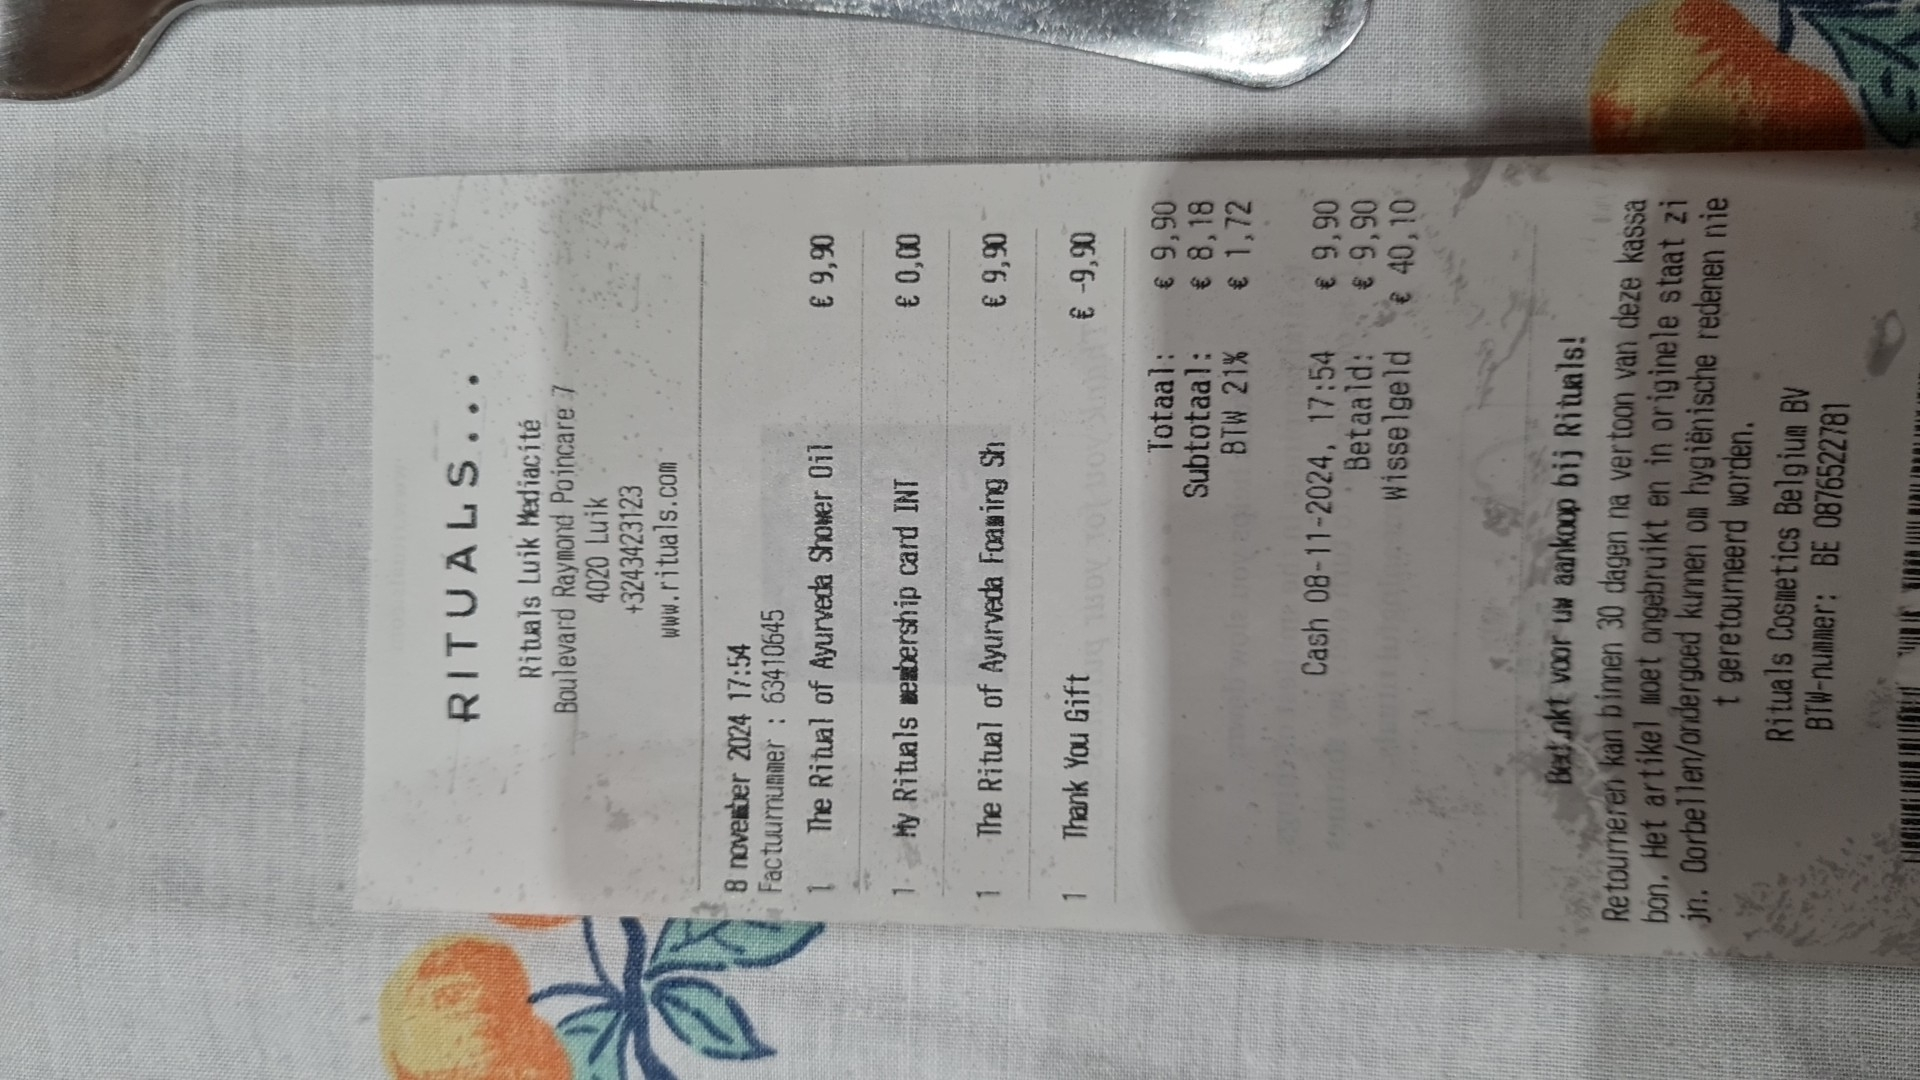 RITUALS...
Rituals Luik Mediacité
Boulevard Raymond Poincare 7
4020 Luik
+3243423123
www.rituals.com
8 november 2024 17:54
Factuurnummer : 63410645
1 The Ritual of Ayurveda Shower Oil € 9,90
1 My Rituals membership card INT € 0,00
1 The Ritual of Ayurveda Foaming Sh € 9,90
1 Thank You Gift € -9,90
Totaal: € 9,90
Subtotaal: € 8,18
BTW 21% € 1,72
Cash 08-11-2024, 17:54 € 9,90
Betaald: € 9,90
Wisselgeld € 40,10
Bedankt voor uw aankoop bij Rituals!
Retourneren kan binnen 30 dagen na vertoon van deze kassa
bon. Het artikel moet ongebruikt en in originele staat zi
jn. Oorbellen/ondergoed kunnen om hygiënische redenen nie
t geretourneerd worden.
Rituals Cosmetics Belgium BV
BTW-nummer: BE 0876522781